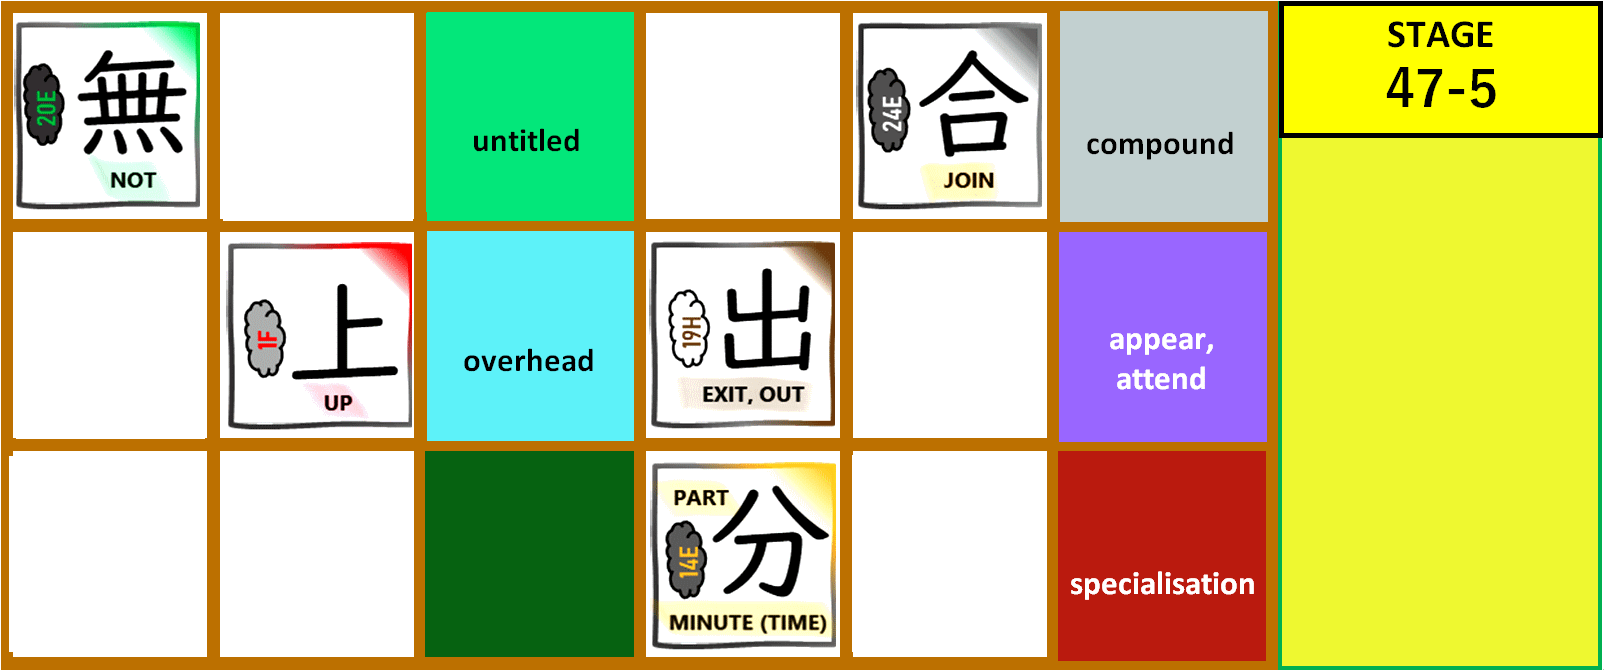 20E
無
NOT
untitled
24E
合
JOIN
compound
STAGE
47-5
1F
上
UP
overhead
19H
出
EXIT, OUT
appear,
attend
PART
14E
分
MINUTE (TIME)
specialisation